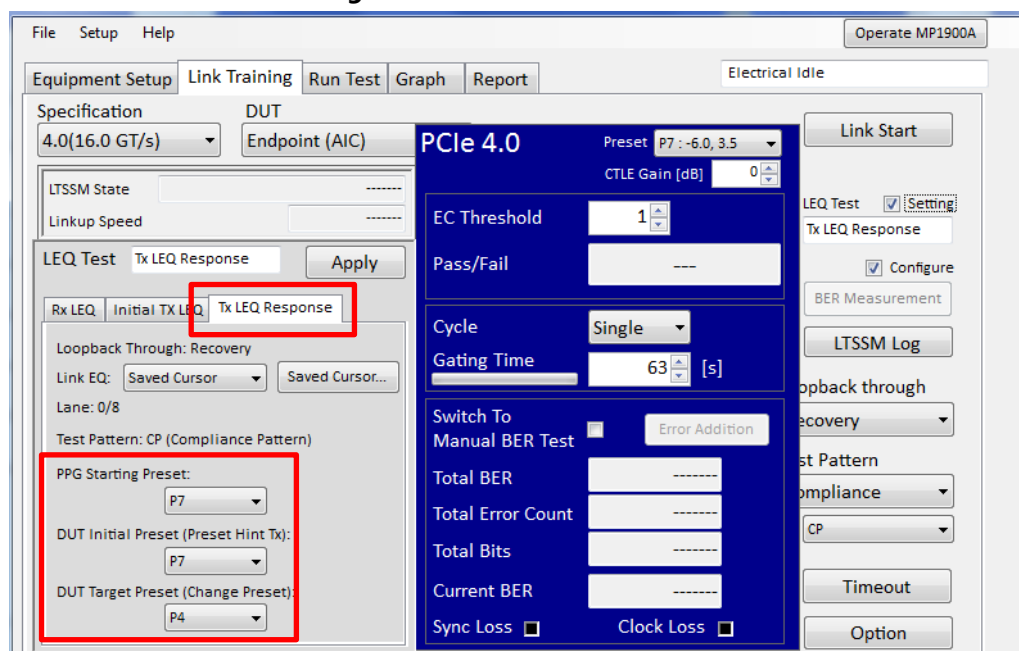 File Setup Help
Operate MP1900A
Equipment Setup Link Training Run Test Graph Report
Electrical Idle
Specification DUT
4.0(16.0 GT/s) Endpoint (AIC)
LTSSM State -------
Linkup Speed -------
LEQ Test Tx LEQ Response Apply
Rx LEQ Initial TX LEQ Tx LEQ Response
Loopback Through: Recovery
Link EQ: Saved Cursor Saved Cursor...
Lane: 0/8
Test Pattern: CP (Compliance Pattern)
PPG Starting Preset:
P7
DUT Initial Preset (Preset Hint Tx):
P7
DUT Target Preset (Change Preset):
P4
PCIe 4.0 Preset P7 : -6.0, 3.5
CTLE Gain [dB] 0
EC Threshold 1
Pass/Fail ---
Cycle Single
Gating Time 63 [s]
Switch To
Manual BER Test Error Addition
Total BER -------
Total Error Count -------
Total Bits -------
Current BER -------
Sync Loss Clock Loss
Link Start
LEQ Test Setting
Tx LEQ Response
Configure
BER Measurement
LTSSM Log
opback through
ecovery
st Pattern
ompliance
CP
Timeout
Option